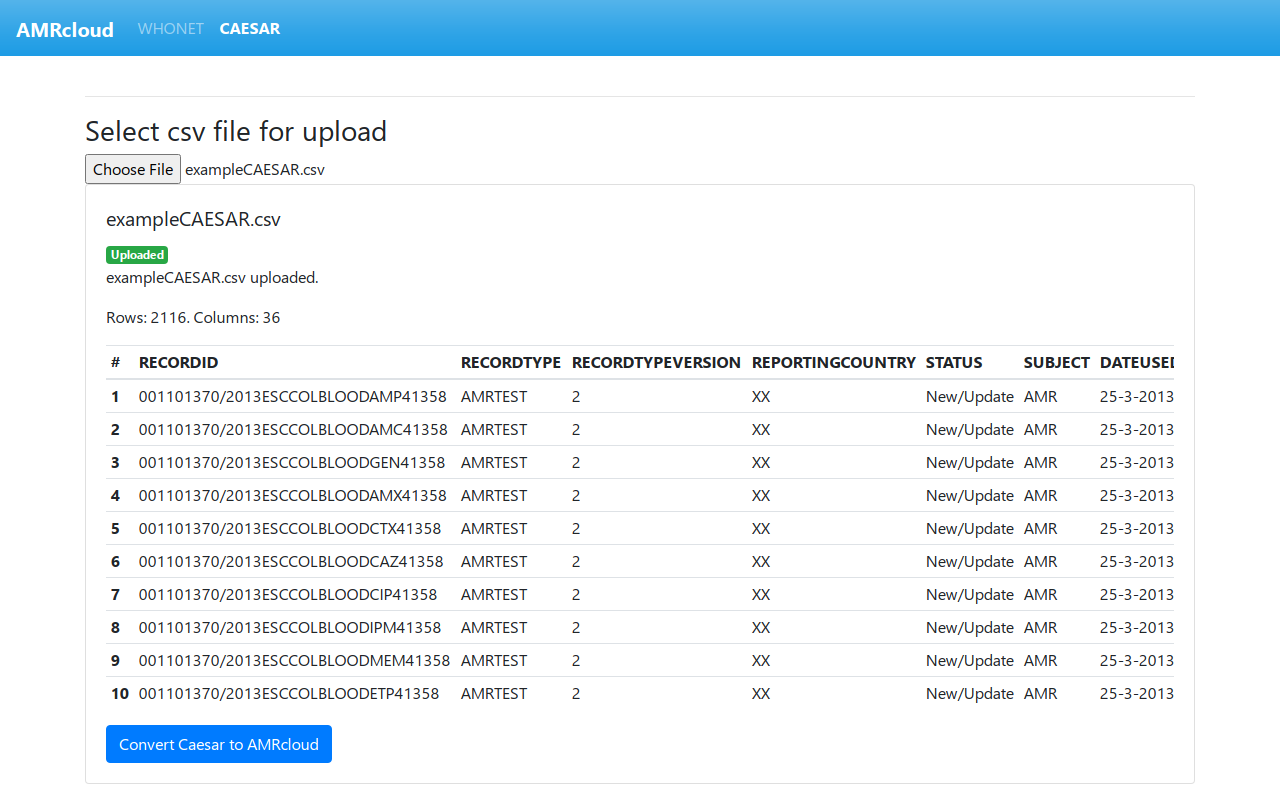 AMRcloud WHONET CAESAR
Select csv file for upload
Choose File exampleCAESAR.csv
exampleCAESAR.csv
Uploaded
exampleCAESAR.csv uploaded.
Rows: 2116. Columns: 36
# RECORDID RECORDTYPE RECORDTYPEVERSION REPORTINGCOUNTRY STATUS SUBJECT DATEUSED
1 001101370/2013ESCCOLBLOODAMP41358 AMRTEST 2 XX New/Update AMR 25-3-2013
2 001101370/2013ESCCOLBLOODAMC41358 AMRTEST 2 XX New/Update AMR 25-3-2013
3 001101370/2013ESCCOLBLOODGEN41358 AMRTEST 2 XX New/Update AMR 25-3-2013
4 001101370/2013ESCCOLBLOODAMX41358 AMRTEST 2 XX New/Update AMR 25-3-2013
5 001101370/2013ESCCOLBLOODCTX41358 AMRTEST 2 XX New/Update AMR 25-3-2013
6 001101370/2013ESCCOLBLOODCAZ41358 AMRTEST 2 XX New/Update AMR 25-3-2013
7 001101370/2013ESCCOLBLOODCIP41358 AMRTEST 2 XX New/Update AMR 25-3-2013
8 001101370/2013ESCCOLBLOODIPM41358 AMRTEST 2 XX New/Update AMR 25-3-2013
9 001101370/2013ESCCOLBLOODMEM41358 AMRTEST 2 XX New/Update AMR 25-3-2013
10 001101370/2013ESCCOLBLOODETP41358 AMRTEST 2 XX New/Update AMR 25-3-2013
Convert Caesar to AMRcloud